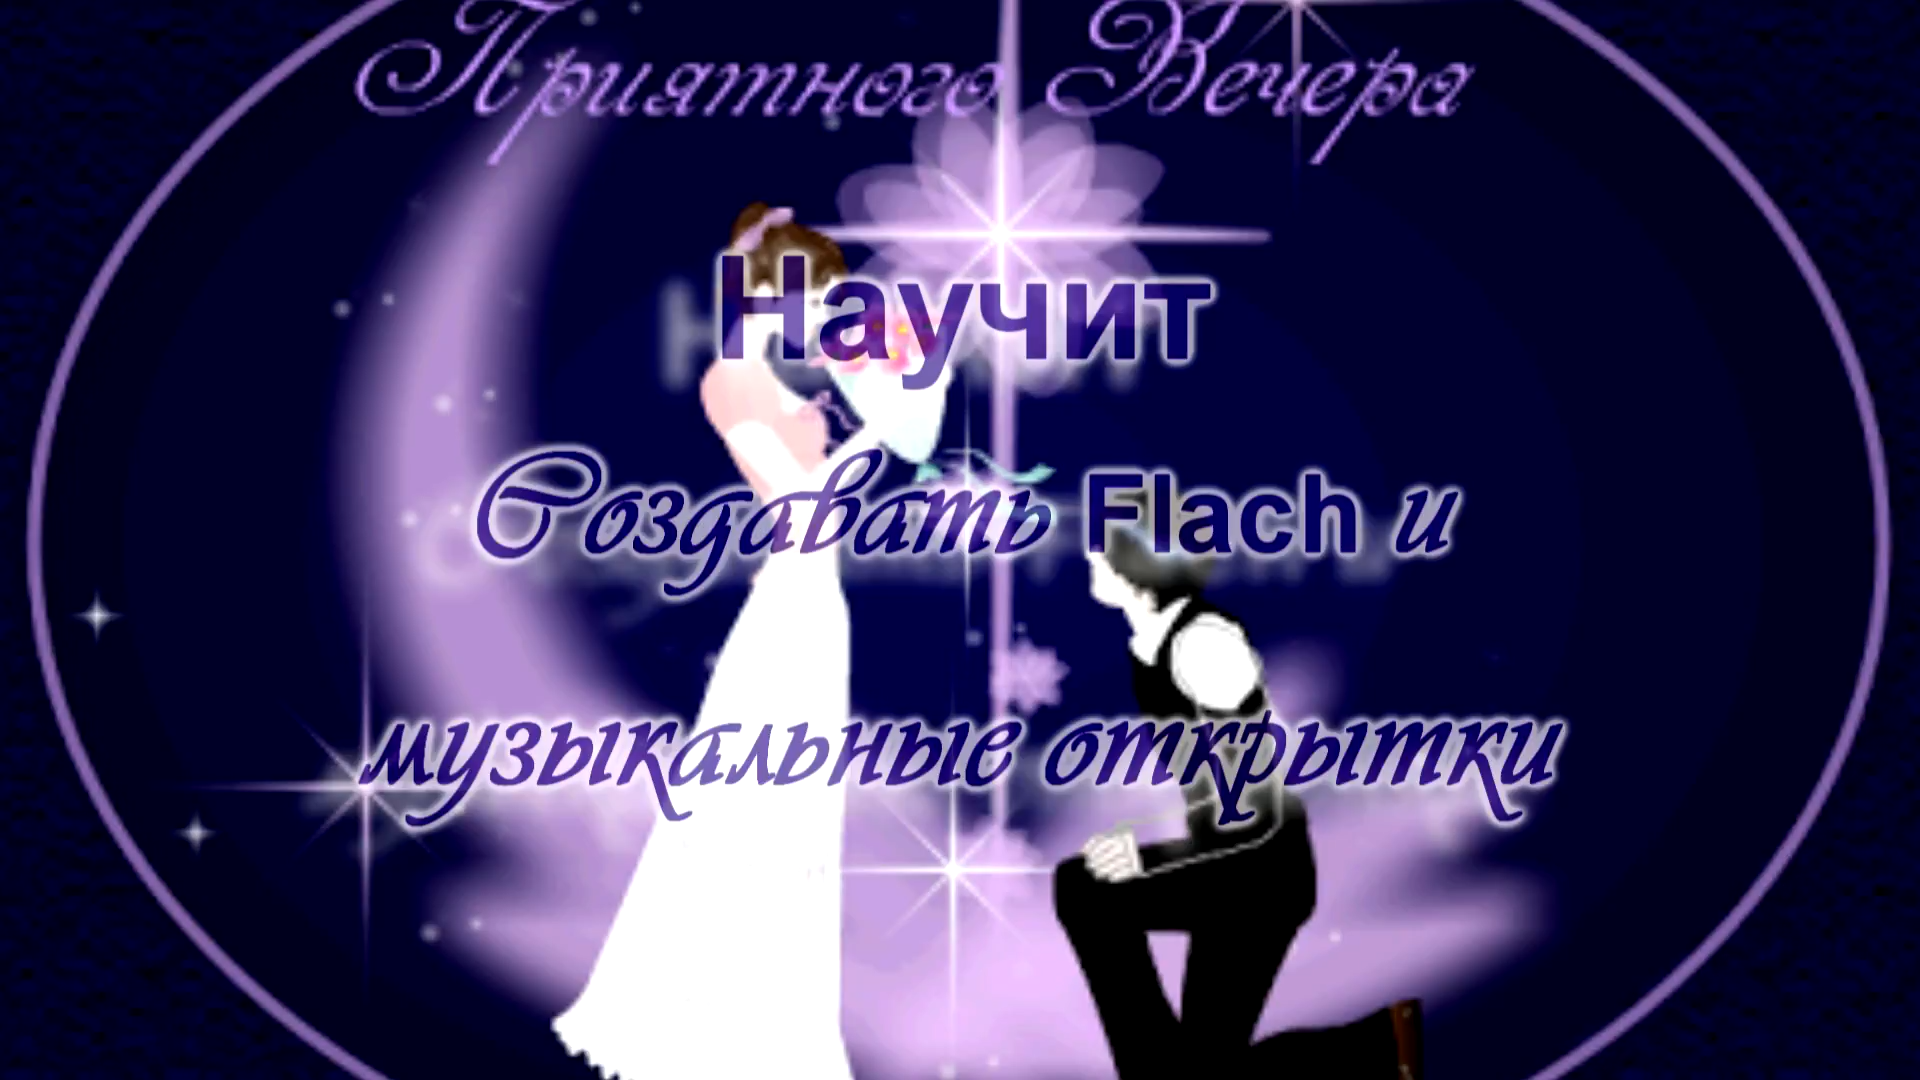 Приятного Вечера
Научит
Создавать Flach и
музыкальные открытки